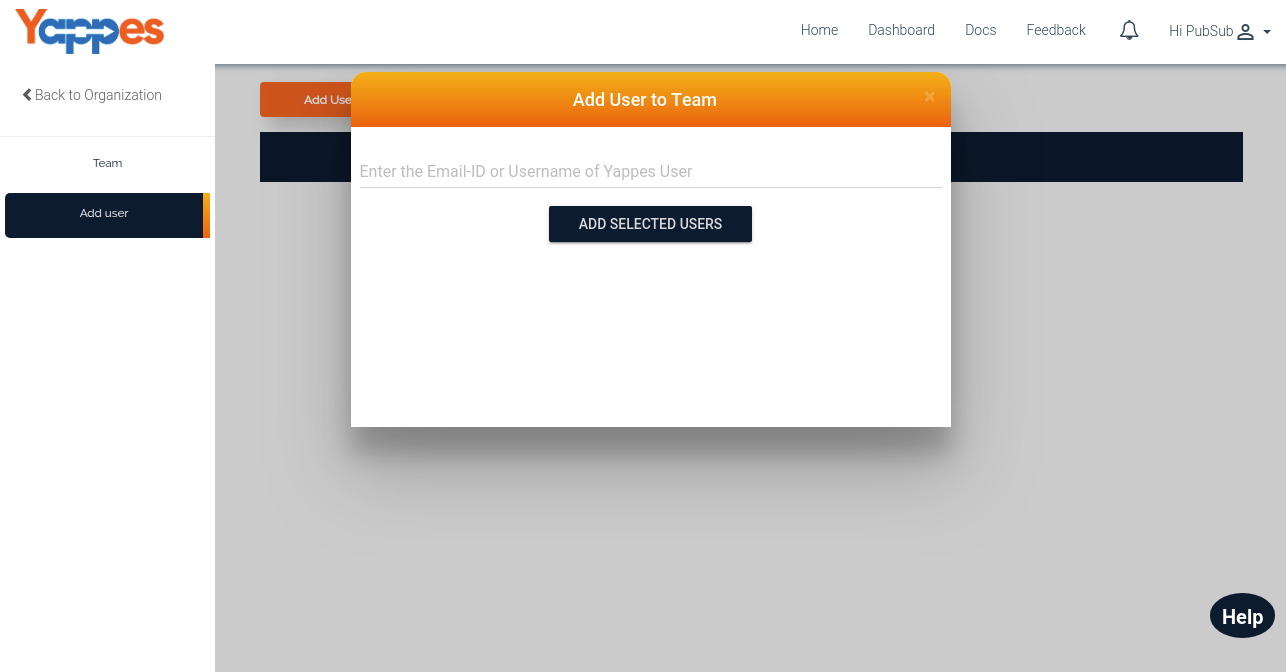 Yappes
Home Dashboard Docs Feedback Hi PubSub
Back to Organization
Team
Add user
Add Use
Add User to Team
×
Enter the Email-ID or Username of Yappes User
ADD SELECTED USERS
Help